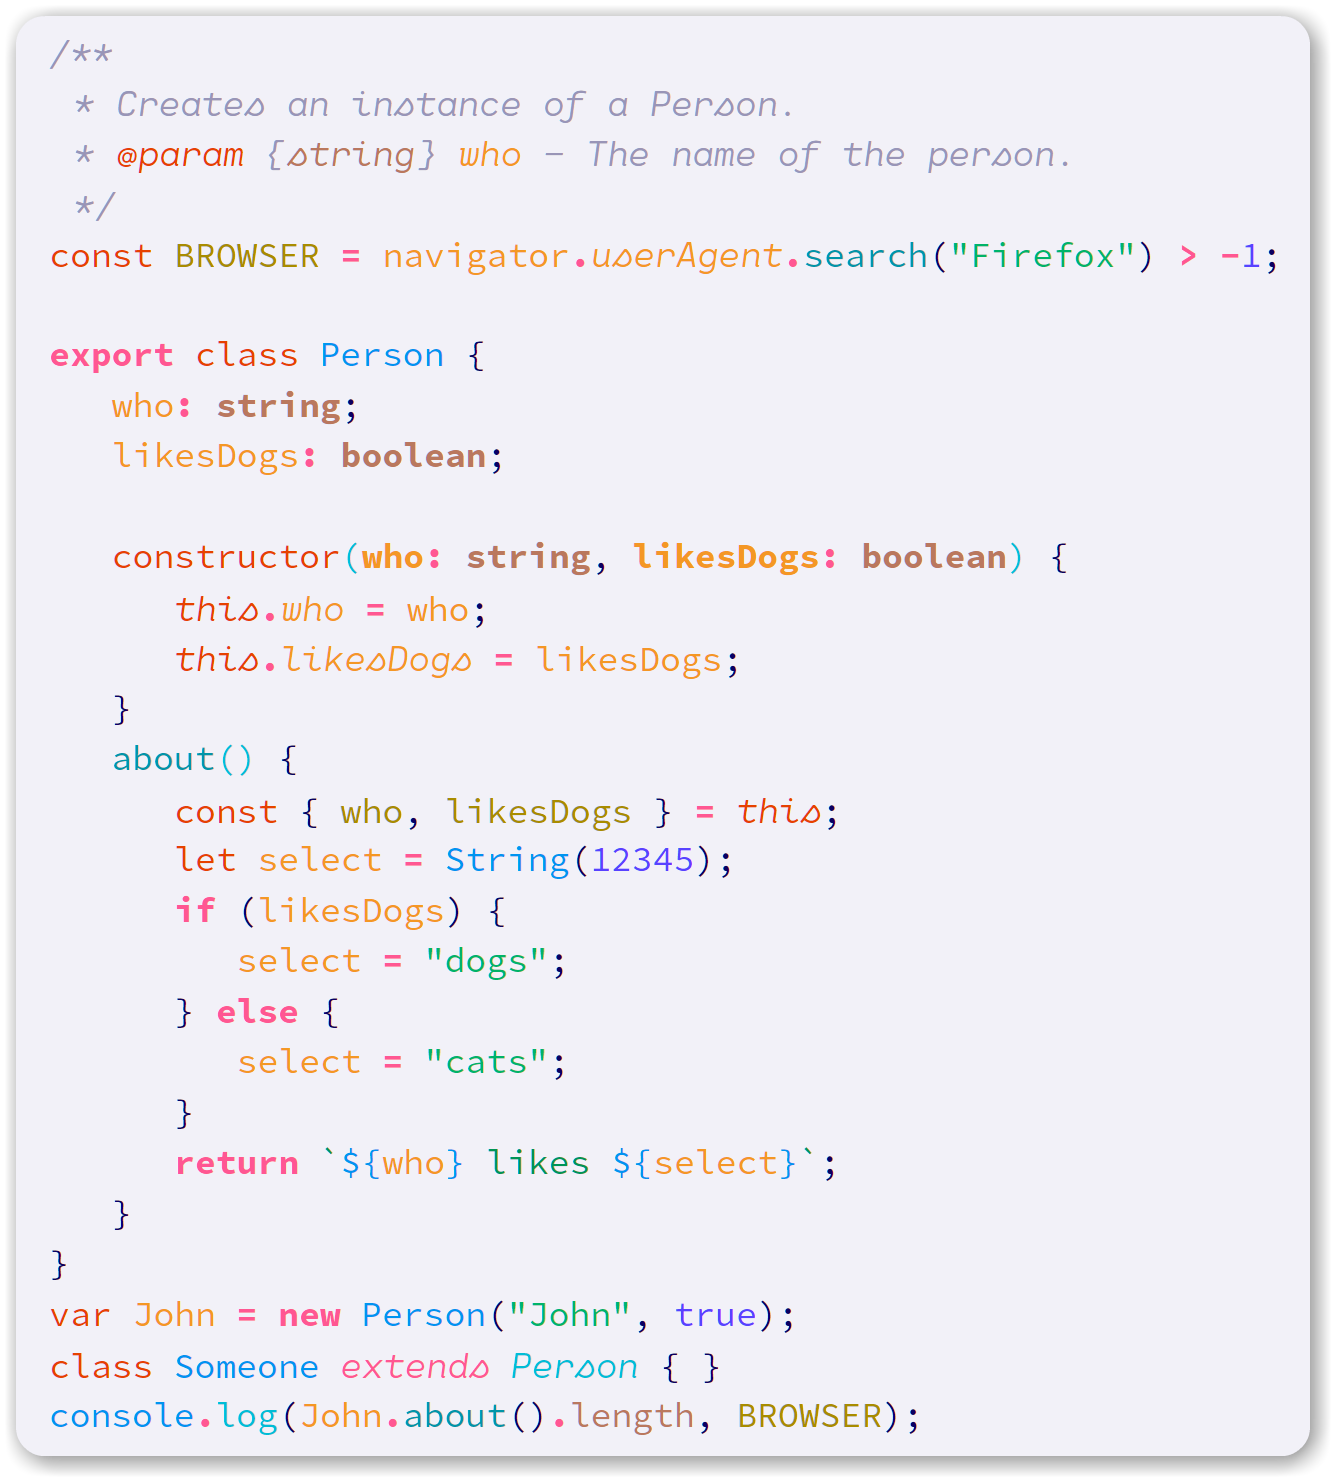 /**
 * Creates an instance of a Person.
 * @param {string} who - The name of the person.
 */
const BROWSER = navigator.userAgent.search("Firefox") > -1;

export class Person {
   who: string;
   likesDogs: boolean;

   constructor(who: string, likesDogs: boolean) {
      this.who = who;
      this.likesDogs = likesDogs;
   }
   about() {
      const { who, likesDogs } = this;
      let select = String(12345);
      if (likesDogs) {
         select = "dogs";
      } else {
         select = "cats";
      }
      return `${who} likes ${select}`;
   }
}
var John = new Person("John", true);
class Someone extends Person { }
console.log(John.about().length, BROWSER);